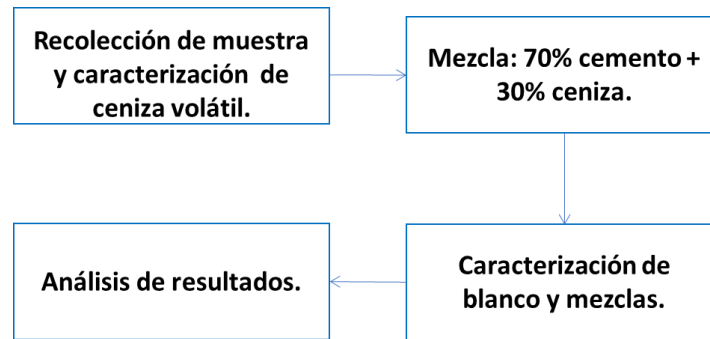 Recolección de muestra
y caracterización de
ceniza volátil.
Mezcla: 70% cemento +
30% ceniza.
Caracterización de
blanco y mezclas.
Análisis de resultados.